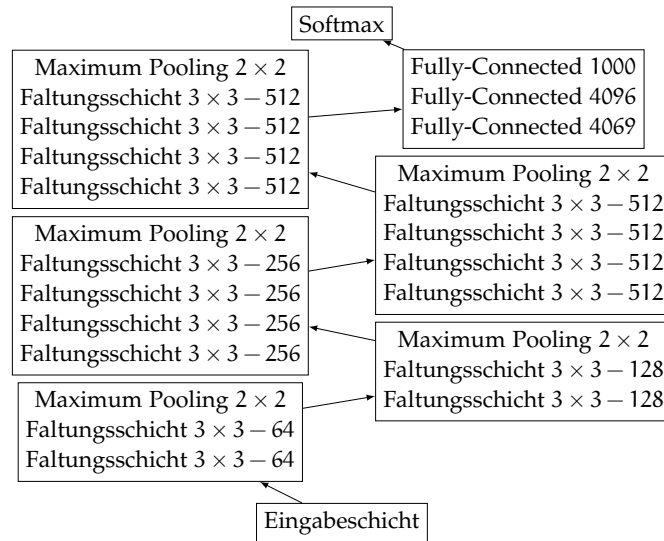 Softmax
Maximum Pooling 2 × 2
Faltungsschicht 3 × 3 − 512
Faltungsschicht 3 × 3 − 512
Faltungsschicht 3 × 3 − 512
Faltungsschicht 3 × 3 − 512
Fully-Connected 1000
Fully-Connected 4096
Fully-Connected 4069
Maximum Pooling 2 × 2
Faltungsschicht 3 × 3 − 512
Faltungsschicht 3 × 3 − 512
Faltungsschicht 3 × 3 − 512
Faltungsschicht 3 × 3 − 512
Maximum Pooling 2 × 2
Faltungsschicht 3 × 3 − 256
Faltungsschicht 3 × 3 − 256
Faltungsschicht 3 × 3 − 256
Faltungsschicht 3 × 3 − 256
Maximum Pooling 2 × 2
Faltungsschicht 3 × 3 − 128
Faltungsschicht 3 × 3 − 128
Maximum Pooling 2 × 2
Faltungsschicht 3 × 3 − 64
Faltungsschicht 3 × 3 − 64
Eingabeschicht